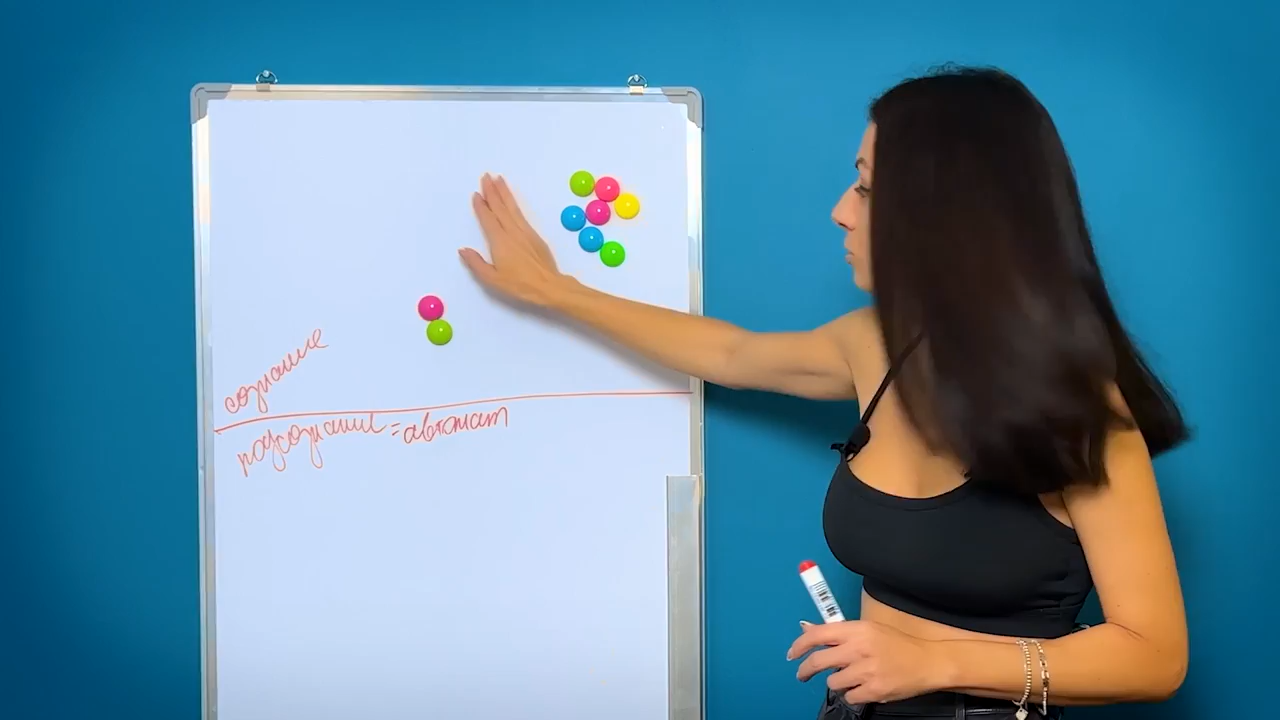 сознание
подсознание = автомат